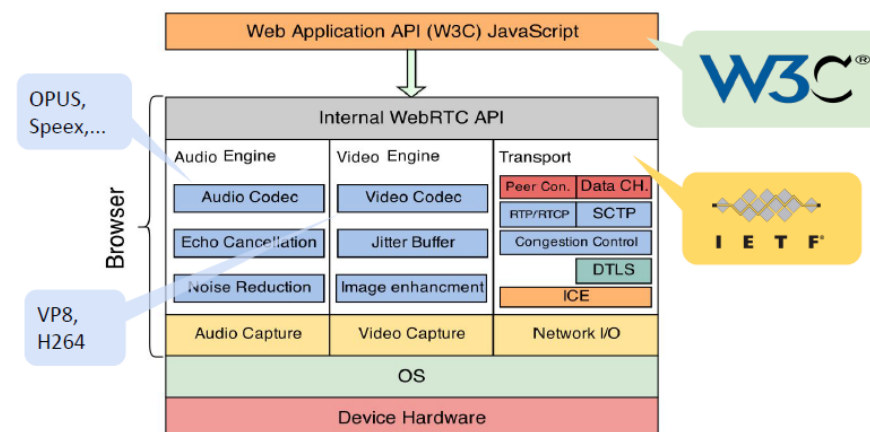 Web Application API (W3C) JavaScript
W3C®
OPUS,
Speex,...
Internal WebRTC API
Audio Engine
Video Engine
Transport
Audio Codec
Video Codec
Peer Con.
Data CH.
RTP/RTCP
SCTP
Echo Cancellation
Jitter Buffer
Congestion Control
DTLS
Noise Reduction
Image enhancment
ICE
IETF®
Browser
VP8,
H264
Audio Capture
Video Capture
Network I/O
OS
Device Hardware